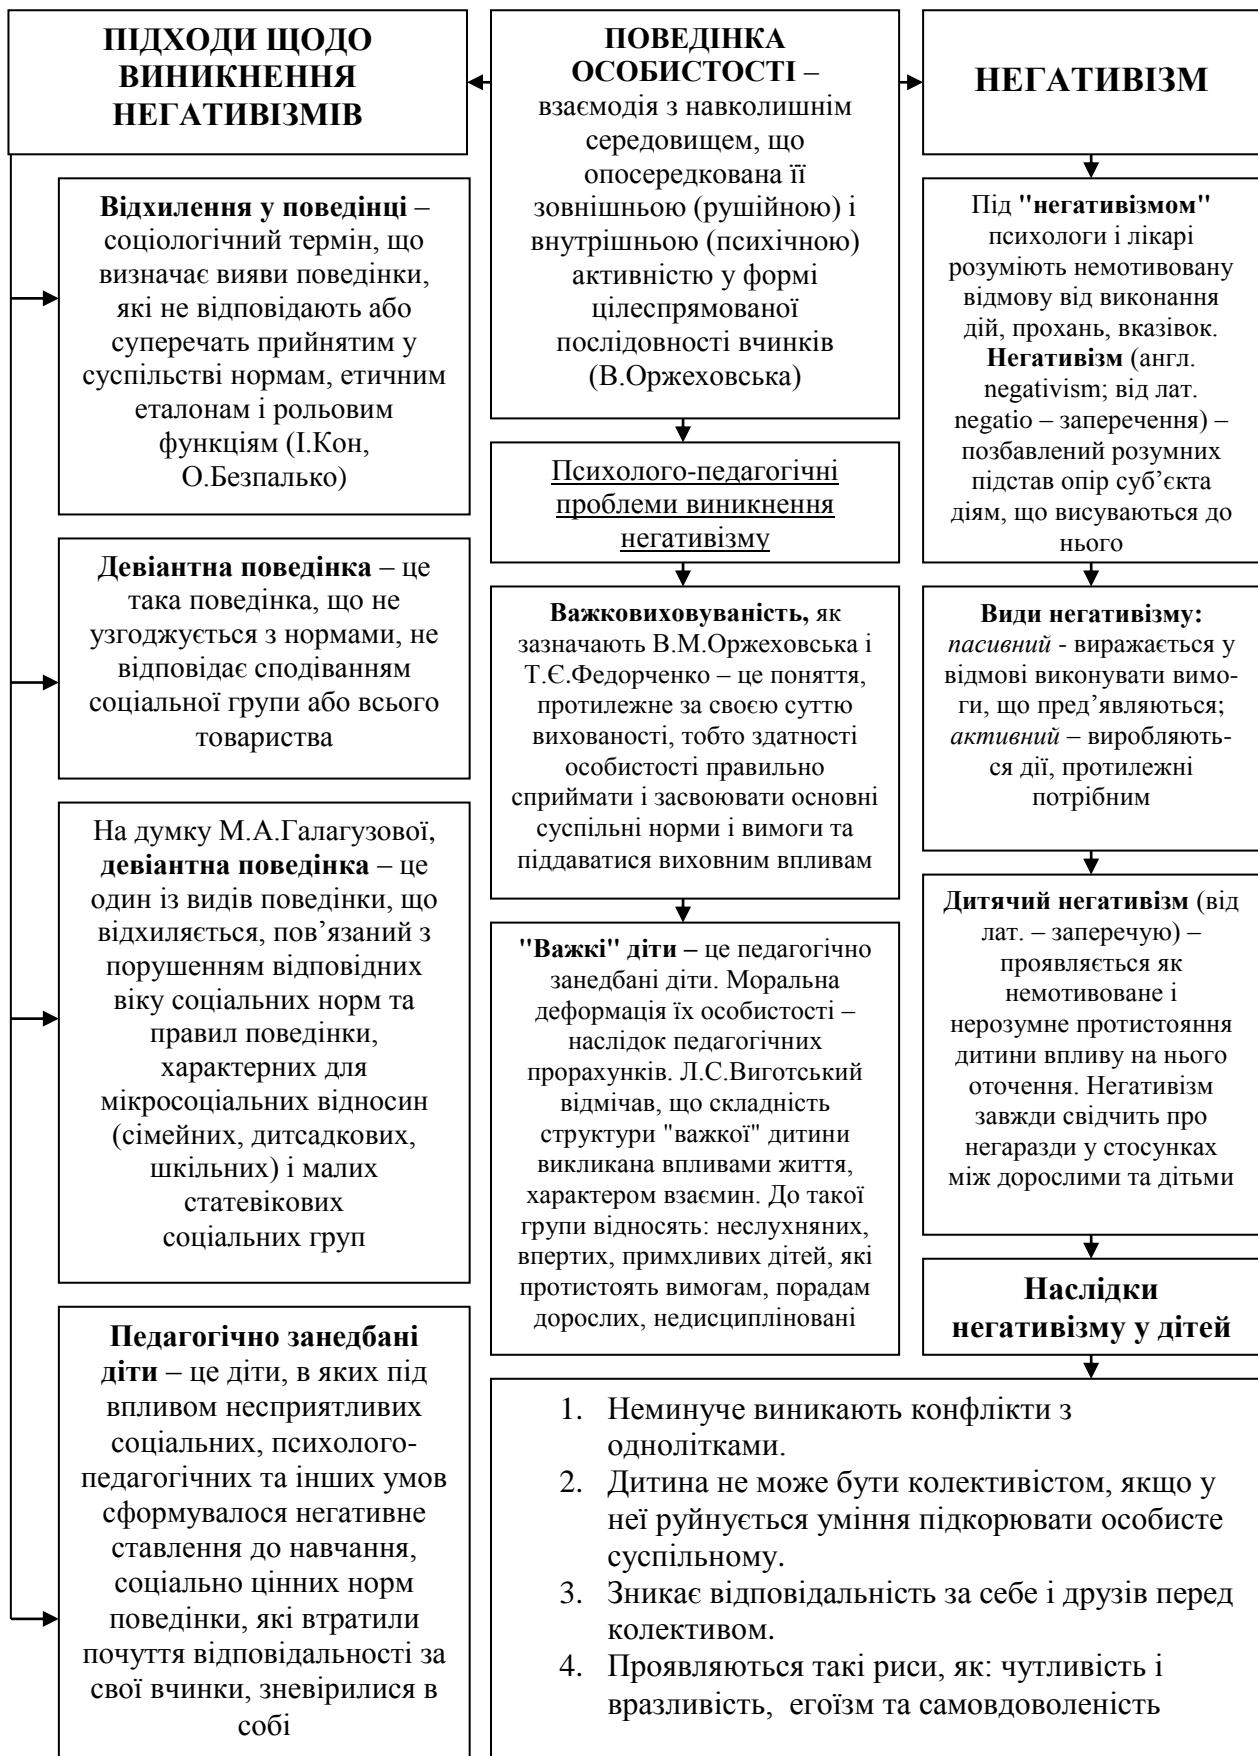 ПІДХОДИ ЩОДО
ВИНИКНЕННЯ
НЕГАТИВІЗМІВ
Відхилення у поведінці –
соціологічний термін, що
визначає вияви поведінки,
які не відповідають або
суперечать прийнятим у
суспільстві нормам, етичним
еталонам і рольовим
функціям (І.Кон,
О.Безпалько)
Девіантна поведінка – це
така поведінка, що не
узгоджується з нормами, не
відповідає сподіванням
соціальної групи або всього
товариства
На думку М.А.Галагузової,
девіантна поведінка – це
один із видів поведінки, що
відхиляється, пов’язаний з
порушенням відповідних
віку соціальних норм та
правил поведінки,
характерних для
мікросоціальних відносин
(сімейних, дитсадкових,
шкільних) і малих
статевікових
соціальних груп
Педагогічно занедбані
діти – це діти, в яких під
впливом несприятливих
соціальних, психолого-
педагогічних та інших умов
сформувалося негативне
ставлення до навчання,
соціально цінних норм
поведінки, які втратили
почуття відповідальності за
свої вчинки, зневірилися в
собі
ПОВЕДІНКА
ОСОБИСТОСТІ –
взаємодія з навколишнім
середовищем, що
опосередкована її
зовнішньою (рушійною) і
внутрішньою (психічною)
активністю у формі
цілеспрямованої
послідовності вчинків
(В.Оржеховська)
Психолого-педагогічні
проблеми виникнення
негативізму
Важковиховуваність, як
зазначають В.М.Оржеховська і
Т.Є.Федорченко – це поняття,
протилежне за своєю суттю
вихованості, тобто здатності
особистості правильно
сприймати і засвоювати основні
суспільні норми і вимоги та
піддаватися виховним впливам
"Важкі" діти – це педагогічно
занедбані діти. Моральна
деформація їх особистості –
наслідок педагогічних
прорахунків. Л.С.Виготський
відмічав, що складність
структури "важкої" дитини
викликана впливами життя,
характером взаємин. До такої
групи відносять: неслухняних,
впертих, примхливих дітей, які
протистоять вимогам, порадам
дорослих, недисципліновані
НЕГАТИВІЗМ
Під "негативізмом"
психологи і лікарі
розуміють немотивовану
відмову від виконання
дій, прохань, вказівок.
Негативізм (англ.
negativism; від лат.
negatio – заперечення) –
позбавлений розумних
підстав опір суб’єкта
діям, що висуваються до
нього
Види негативізму:
пасивний - виражається у
відмові виконувати вимо-
ги, що пред’являються;
активний – виробляють-
ся дії, протилежні
потрібним
Дитячий негативізм (від
лат. – заперечую) –
проявляється як
немотивоване і
нерозумне протистояння
дитини впливу на нього
оточення. Негативізм
завжди свідчить про
негаразди у стосунках
між дорослими та дітьми
Наслідки
негативізму у дітей
1. Неминуче виникають конфлікти з
однолітками.
2. Дитина не може бути колективістом, якщо у
неї руйнується уміння підкорювати особисте
суспільному.
3. Зникає відповідальність за себе і друзів перед
колективом.
4. Проявляються такі риси, як: чутливість і
вразливість, егоїзм та самовдоволеність